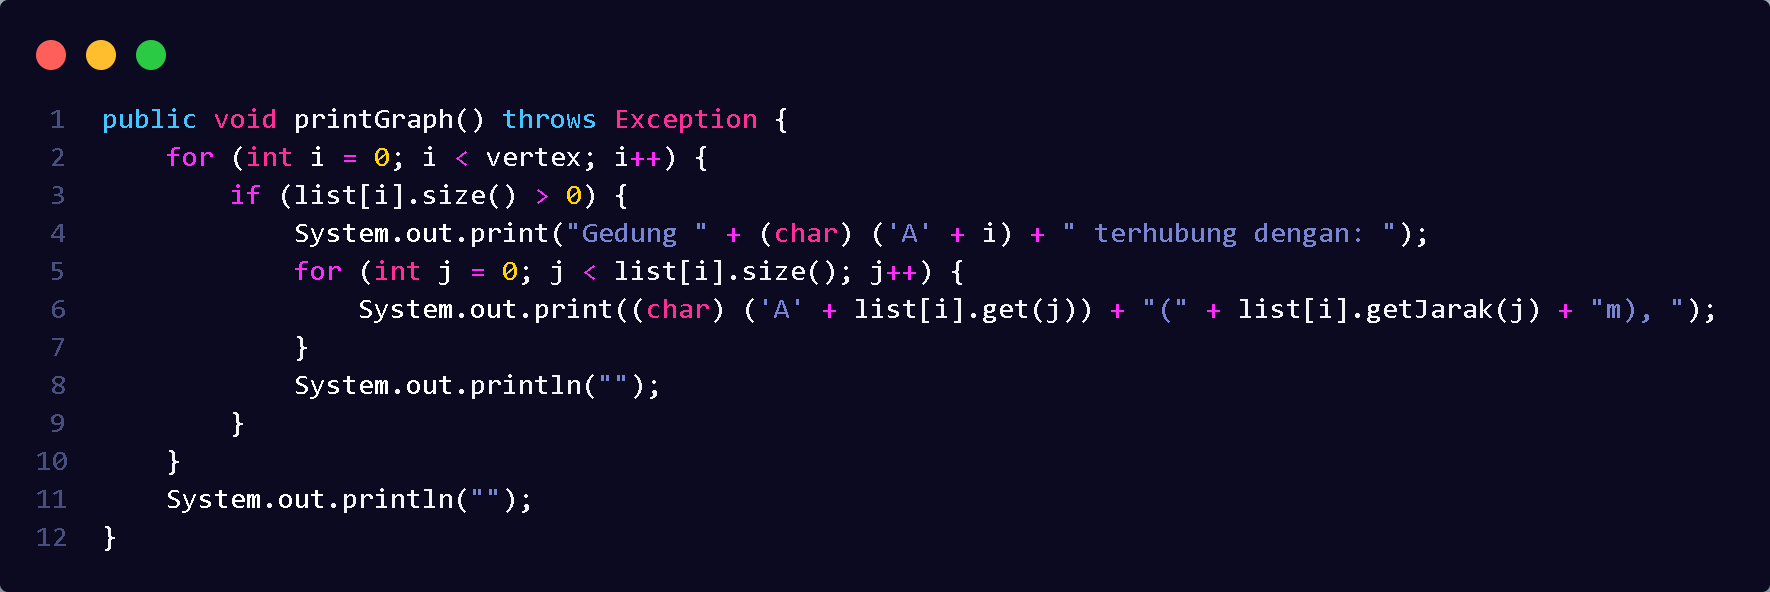 1 public void printGraph() throws Exception {
2     for (int i = 0; i < vertex; i++) {
3         if (list[i].size() > 0) {
4             System.out.print("Gedung " + (char) ('A' + i) + " terhubung dengan: ");
5             for (int j = 0; j < list[i].size(); j++) {
6                 System.out.print((char) ('A' + list[i].get(j)) + "(" + list[i].getJarak(j) + "m), ");
7             }
8             System.out.println("");
9         }
10     }
11     System.out.println("");
12 }